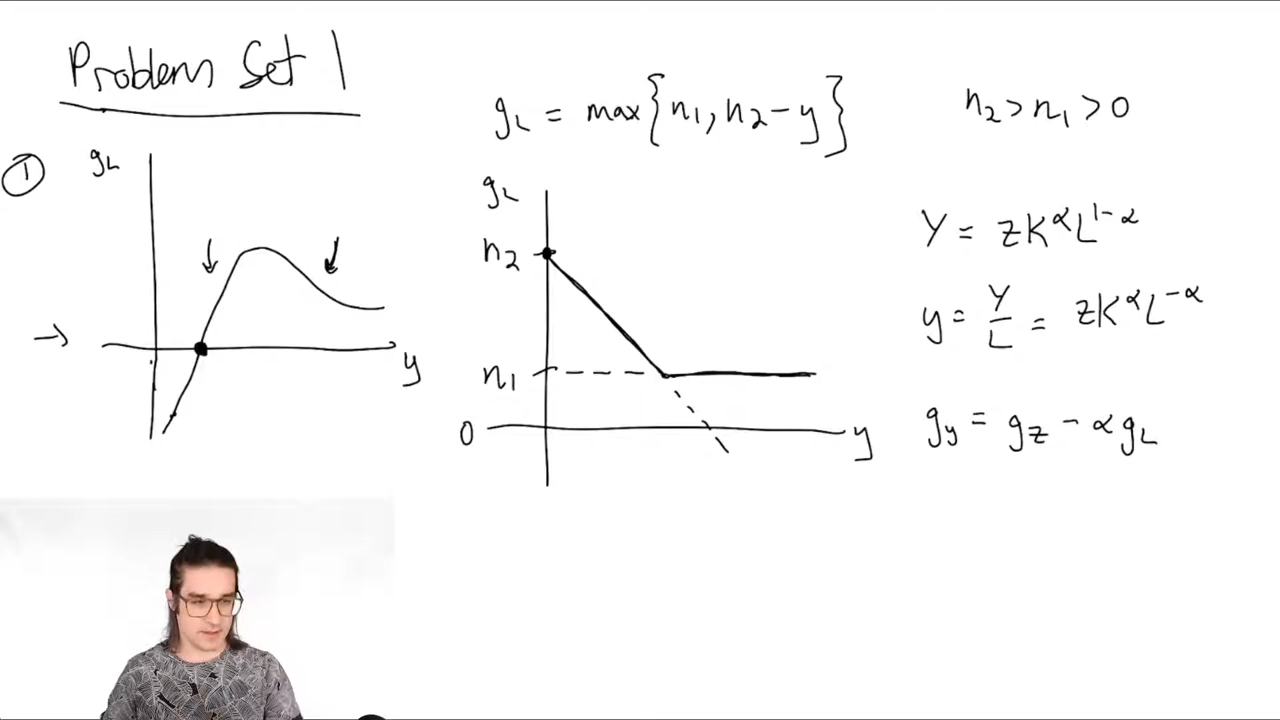 Problem Set 1
①
g_L
y
g_L = max{n_1, n_2 - y}
n_2 > n_1 > 0
g_L
n_2
n_1
0
y
Y = zK^α L^{1-α}
y = Y/L = zK^α L^{-α}
g_y = g_z - αg_L